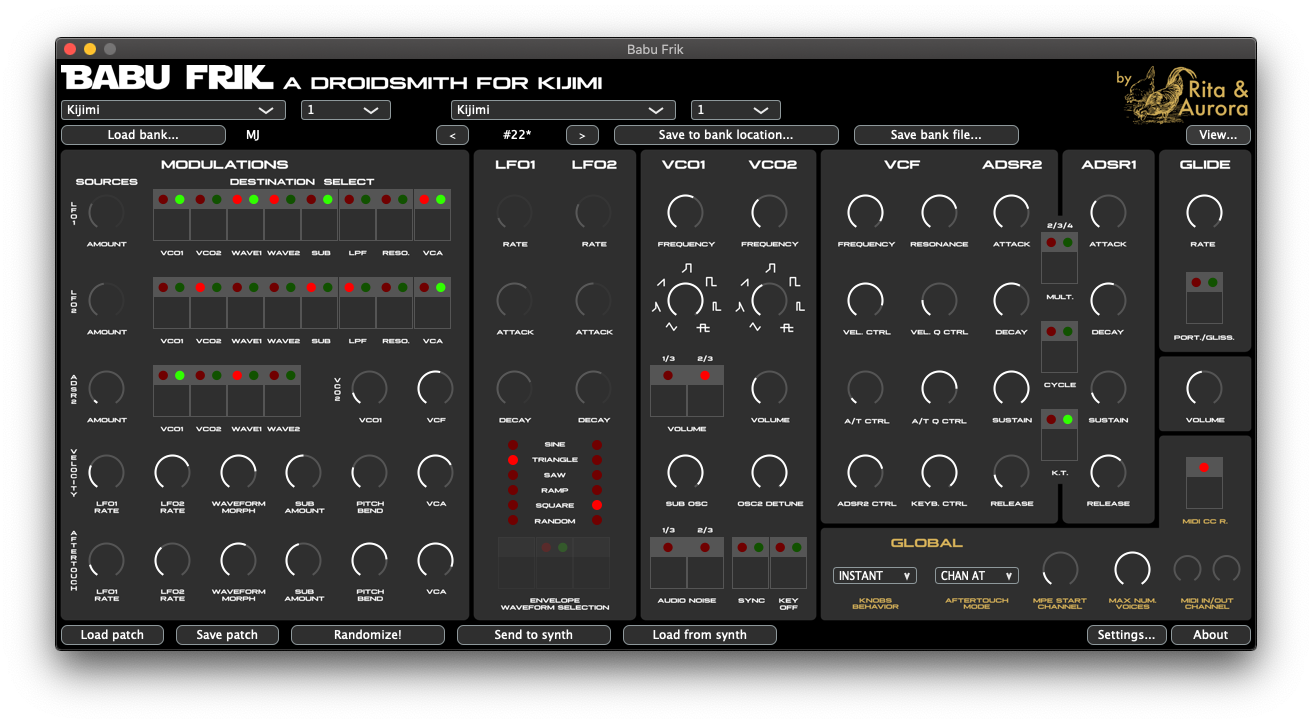 Babu Frik
BABU FRIK A DROIDSMITH FOR KIJIMI
by Rita & Aurora
Kijimi 1 Kijimi 1
Load bank... MJ < #22* > Save to bank location... Save bank file... View...
MODULATIONS LFO1 LFO2 VCO1 VCO2 VCF ADSR2 ADSR1 GLIDE
SOURCES DESTINATION SELECT
LFO1
AMOUNT
VCO1 VCO2 WAVE1 WAVE2 SUB LPF RESO. VCA
LFO2
AMOUNT
VCO1 VCO2 WAVE1 WAVE2 SUB LPF RESO. VCA
ADSR2
AMOUNT
VCO1 VCO2 WAVE1 WAVE2
VCO2
VCO1 VCF
VELOCITY
LFO1 RATE LFO2 RATE WAVEFORM MORPH SUB AMOUNT PITCH BEND VCA
AFTERTOUCH
LFO1 RATE LFO2 RATE WAVEFORM MORPH SUB AMOUNT PITCH BEND VCA
RATE RATE
ATTACK ATTACK
DECAY DECAY
SINE
TRIANGLE
SAW
RAMP
SQUARE
RANDOM
ENVELOPE
WAVEFORM SELECTION
FREQUENCY FREQUENCY
1/3 2/3
VOLUME VOLUME
SUB OSC OSC2 DETUNE
1/3 2/3
AUDIO NOISE SYNC KEY OFF
FREQUENCY RESONANCE ATTACK
VEL. CTRL VEL. Q CTRL DECAY
A/T CTRL A/T Q CTRL SUSTAIN
ADSR2 CTRL KEYB. CTRL RELEASE
2/3/4
MULT.
CYCLE
K.T.
ATTACK
DECAY
SUSTAIN
RELEASE
RATE
PORT./GLISS.
VOLUME
MIDI CC R.
GLOBAL
INSTANT CHAN AT
KNOBS BEHAVIOR AFTERTOUCH MODE MPE START CHANNEL MAX NUM. VOICES MIDI IN/OUT CHANNEL
Load patch Save patch Randomize! Send to synth Load from synth Settings... About